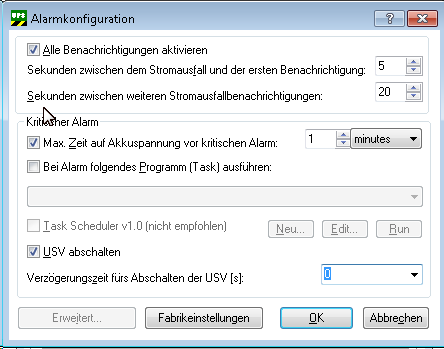 UPS Alarmkonfiguration
Alle Benachrichtigungen aktivieren
Sekunden zwischen dem Stromausfall und der ersten Benachrichtigung: 5
Sekunden zwischen weiteren Stromausfallbenachrichtigungen: 20
Kritischer Alarm
Max. Zeit auf Akkuspannung vor kritischen Alarm: 1 minutes
Bei Alarm folgendes Programm (Task) ausführen:
Task Scheduler v1.0 (nicht empfohlen) Neu... Edit... Run
USV abschalten
Verzögerungszeit fürs Abschalten der USV [s]: 0
Erweitert... Fabrikeinstellungen OK Abbrechen